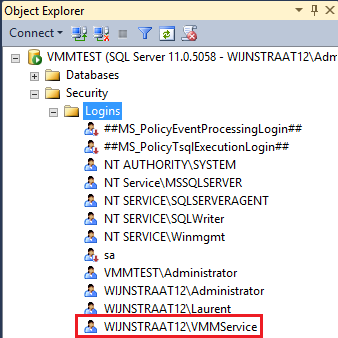 Object Explorer
Connect
VMMTEST (SQL Server 11.0.5058 - WIJNSTRAAT12\Adm
Databases
Security
Logins
##MS_PolicyEventProcessingLogin##
##MS_PolicyTsqlExecutionLogin##
NT AUTHORITY\SYSTEM
NT Service\MSSQLSERVER
NT SERVICE\SQLSERVERAGENT
NT SERVICE\SQLWriter
NT SERVICE\Winmgmt
sa
VMMTEST\Administrator
WIJNSTRAAT12\Administrator
WIJNSTRAAT12\Laurent
WIJNSTRAAT12\VMMService